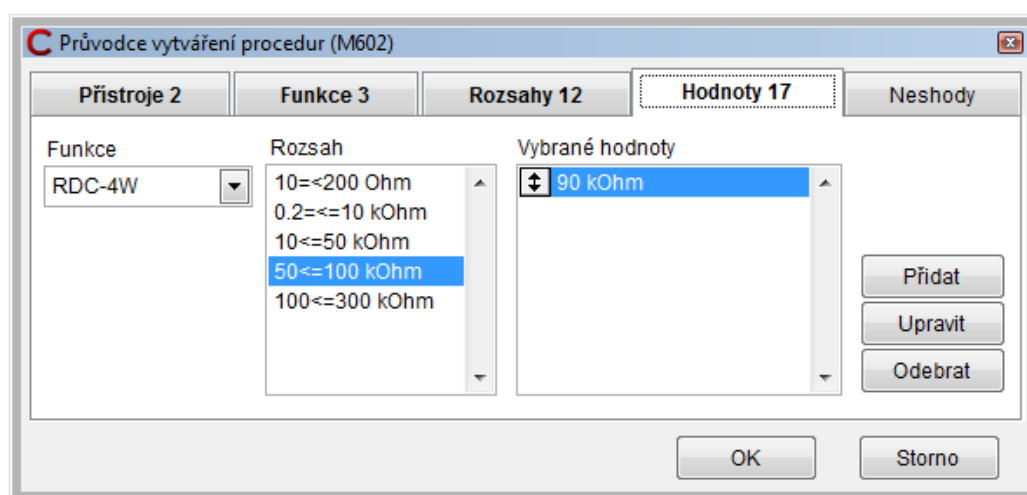 Průvodce vytváření procedur (M602)
Přístroje 2
Funkce 3
Rozsahy 12
Hodnoty 17
Neshody
Funkce
Rozsah
Vybrané hodnoty
RDC-4W
10=<200 Ohm
0.2=<=10 kOhm
10<=50 kOhm
50<=100 kOhm
100<=300 kOhm
90 kOhm
Přidat
Upravit
Odebrat
OK
Storno